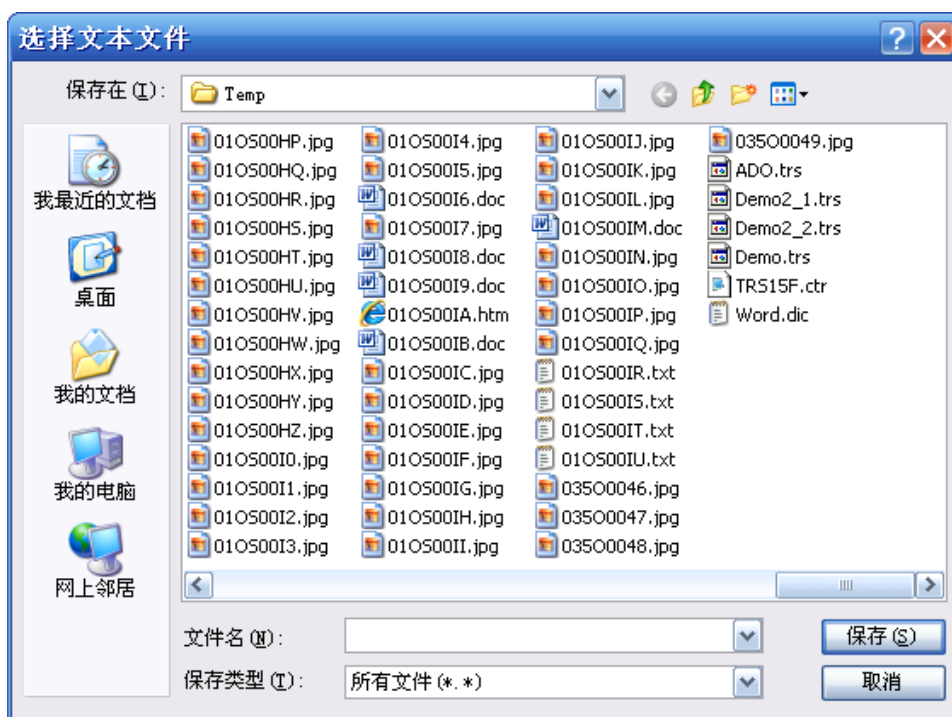 选择文本文件
保存在(I):
Temp
我最近的文档
桌面
我的文档
我的电脑
网上邻居
01OS00HP.jpg
01OS00HQ.jpg
01OS00HR.jpg
01OS00HS.jpg
01OS00HT.jpg
01OS00HU.jpg
01OS00HV.jpg
01OS00HW.jpg
01OS00HX.jpg
01OS00HY.jpg
01OS00HZ.jpg
01OS00I0.jpg
01OS00I1.jpg
01OS00I2.jpg
01OS00I3.jpg
01OS00I4.jpg
01OS00I5.jpg
01OS00I6.doc
01OS00I7.jpg
01OS00I8.doc
01OS00I9.doc
01OS00IA.htm
01OS00IB.doc
01OS00IC.jpg
01OS00ID.jpg
01OS00IE.jpg
01OS00IF.jpg
01OS00IG.jpg
01OS00IH.jpg
01OS00II.jpg
01OS00IJ.jpg
01OS00IK.jpg
01OS00IL.jpg
01OS00IM.doc
01OS00IN.jpg
01OS00IO.jpg
01OS00IP.jpg
01OS00IQ.jpg
01OS00IR.txt
01OS00IS.txt
01OS00IT.txt
01OS00IU.txt
035O0046.jpg
035O0047.jpg
035O0048.jpg
035O0049.jpg
ADO.trs
Demo2_1.trs
Demo2_2.trs
Demo.trs
TRS15F.ctr
Word.dic
文件名(N):
保存(S)
保存类型(T):
所有文件(*.*)
取消